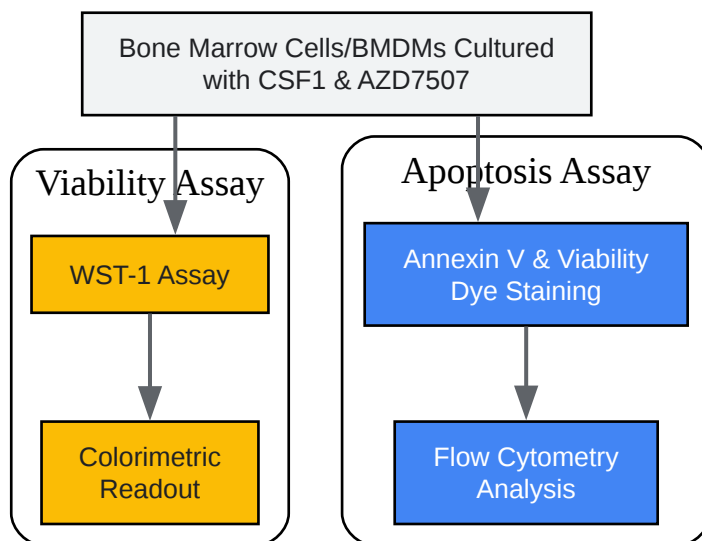 Bone Marrow Cells/BMDMs Cultured
with CSF1 & AZD7507
Viability Assay
WST-1 Assay
Colorimetric
Readout
Apoptosis Assay
Annexin V & Viability
Dye Staining
Flow Cytometry
Analysis